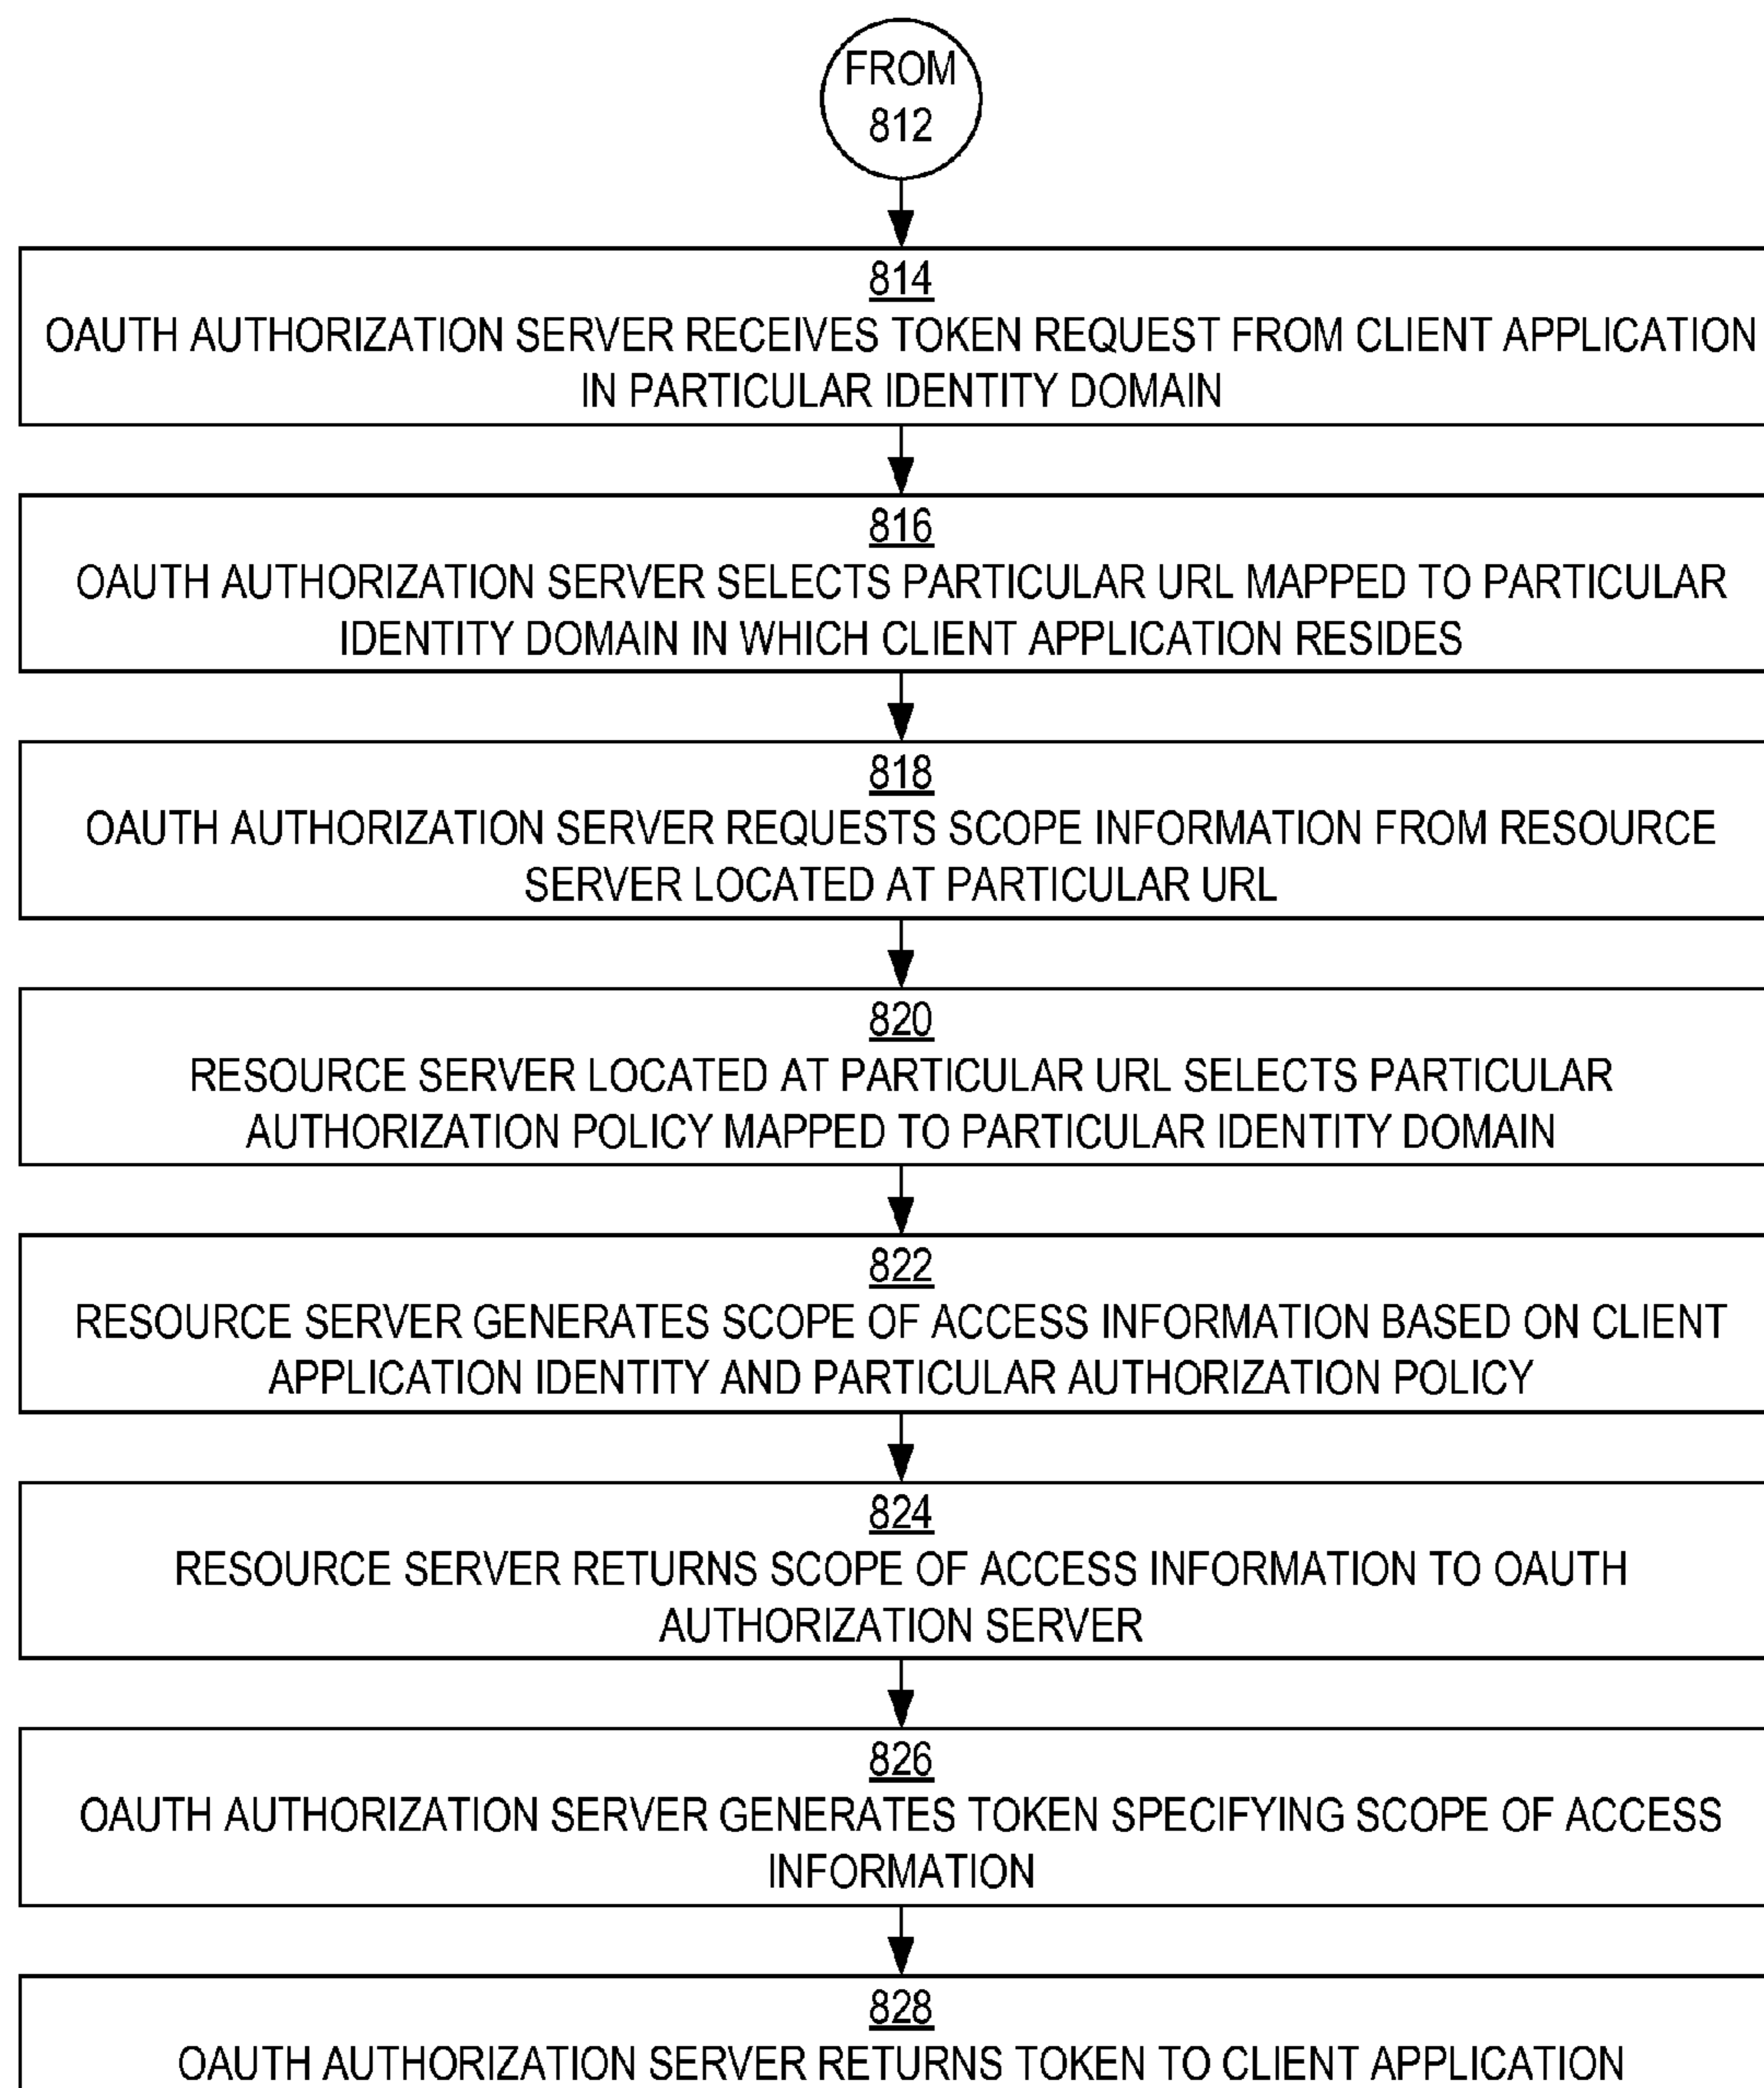 FROM
812
814
OAUTH AUTHORIZATION SERVER RECEIVES TOKEN REQUEST FROM CLIENT APPLICATION
IN PARTICULAR IDENTITY DOMAIN
816
OAUTH AUTHORIZATION SERVER SELECTS PARTICULAR URL MAPPED TO PARTICULAR
IDENTITY DOMAIN IN WHICH CLIENT APPLICATION RESIDES
818
OAUTH AUTHORIZATION SERVER REQUESTS SCOPE INFORMATION FROM RESOURCE
SERVER LOCATED AT PARTICULAR URL
820
RESOURCE SERVER LOCATED AT PARTICULAR URL SELECTS PARTICULAR
AUTHORIZATION POLICY MAPPED TO PARTICULAR IDENTITY DOMAIN
822
RESOURCE SERVER GENERATES SCOPE OF ACCESS INFORMATION BASED ON CLIENT
APPLICATION IDENTITY AND PARTICULAR AUTHORIZATION POLICY
824
RESOURCE SERVER RETURNS SCOPE OF ACCESS INFORMATION TO OAUTH
AUTHORIZATION SERVER
826
OAUTH AUTHORIZATION SERVER GENERATES TOKEN SPECIFYING SCOPE OF ACCESS
INFORMATION
828
OAUTH AUTHORIZATION SERVER RETURNS TOKEN TO CLIENT APPLICATION